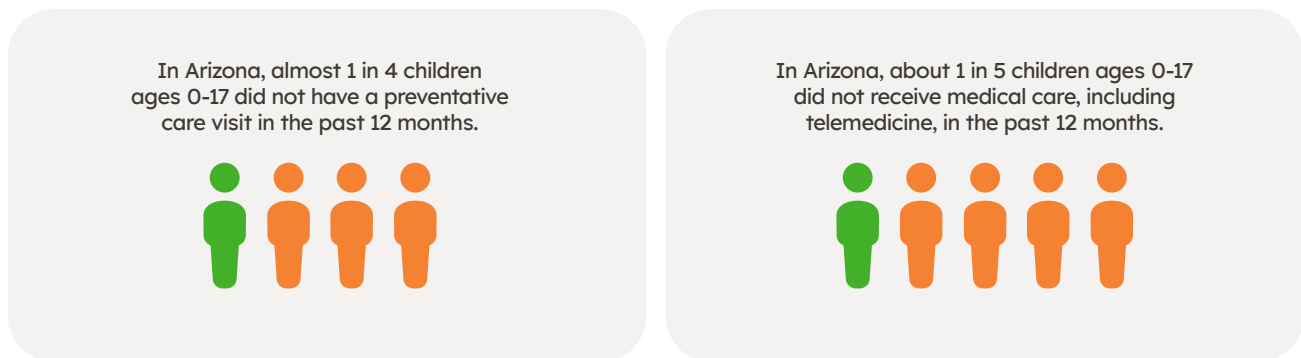 In Arizona, almost 1 in 4 children
ages 0-17 did not have a preventative
care visit in the past 12 months.
In Arizona, about 1 in 5 children ages 0-17
did not receive medical care, including
telemedicine, in the past 12 months.